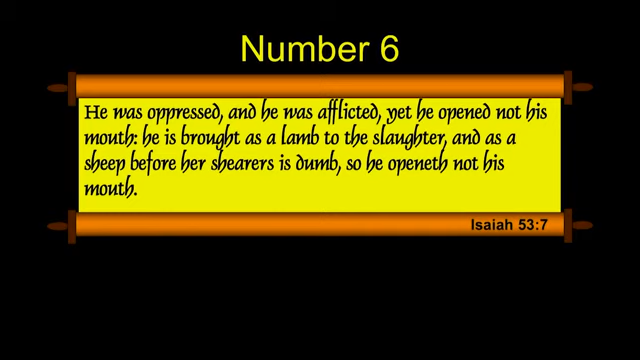 Number 6
He was oppressed, and he was afflicted, yet he opened not his
mouth: he is brought as a lamb to the slaughter, and as a
sheep before her shearers is dumb, so he openeth not his
mouth.
Isaiah 53:7